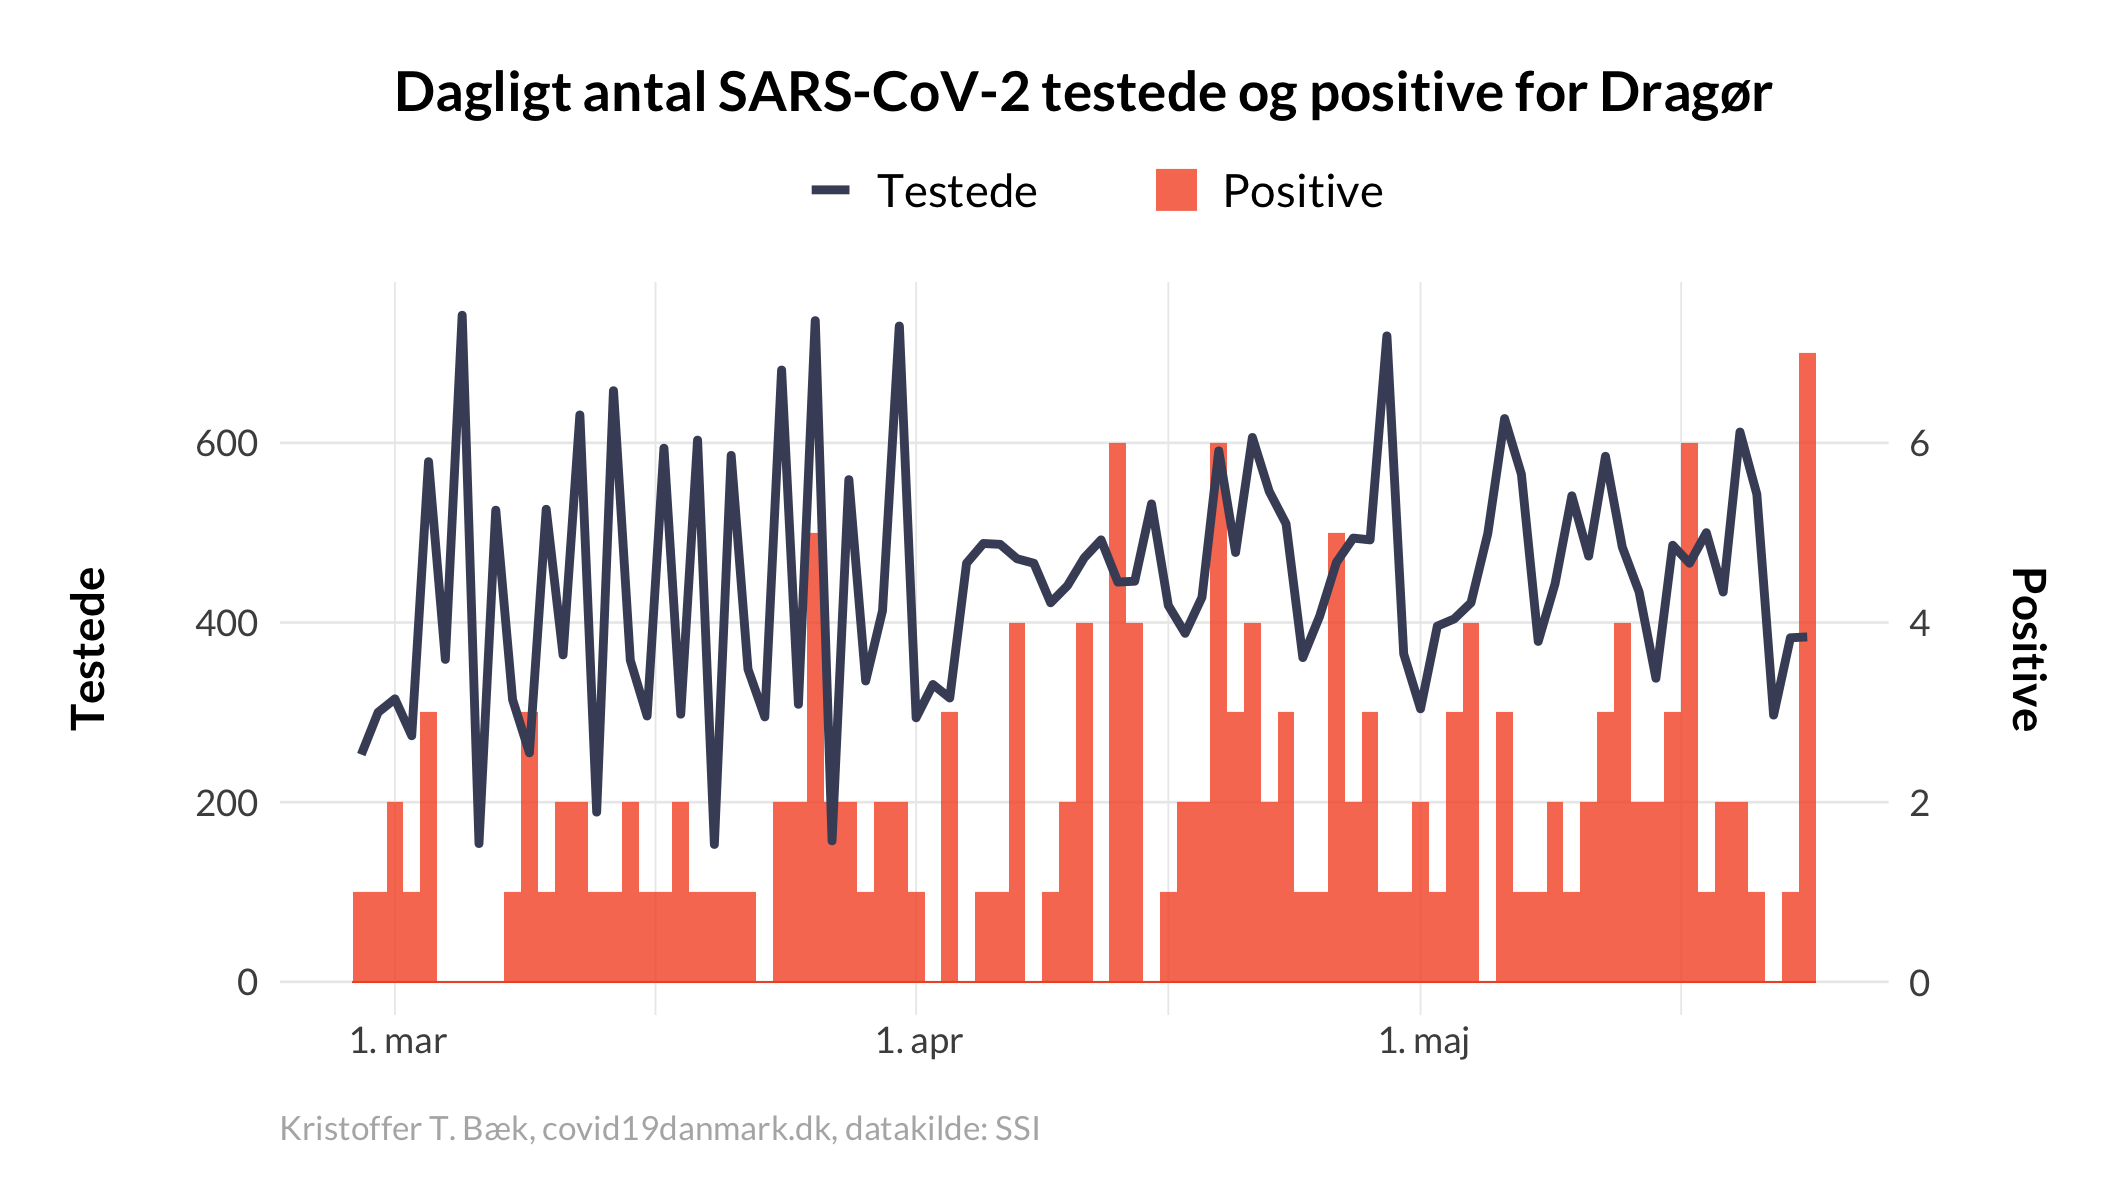 Dagligt antal SARS-CoV-2 testede og positive for Dragør
Testede
Positive
600
400
200
0
6
4
2
0
Testede
Positive
1. mar
1. apr
1. maj
Kristoffer T. Bæk, covid19danmark.dk, datakilde: SSI